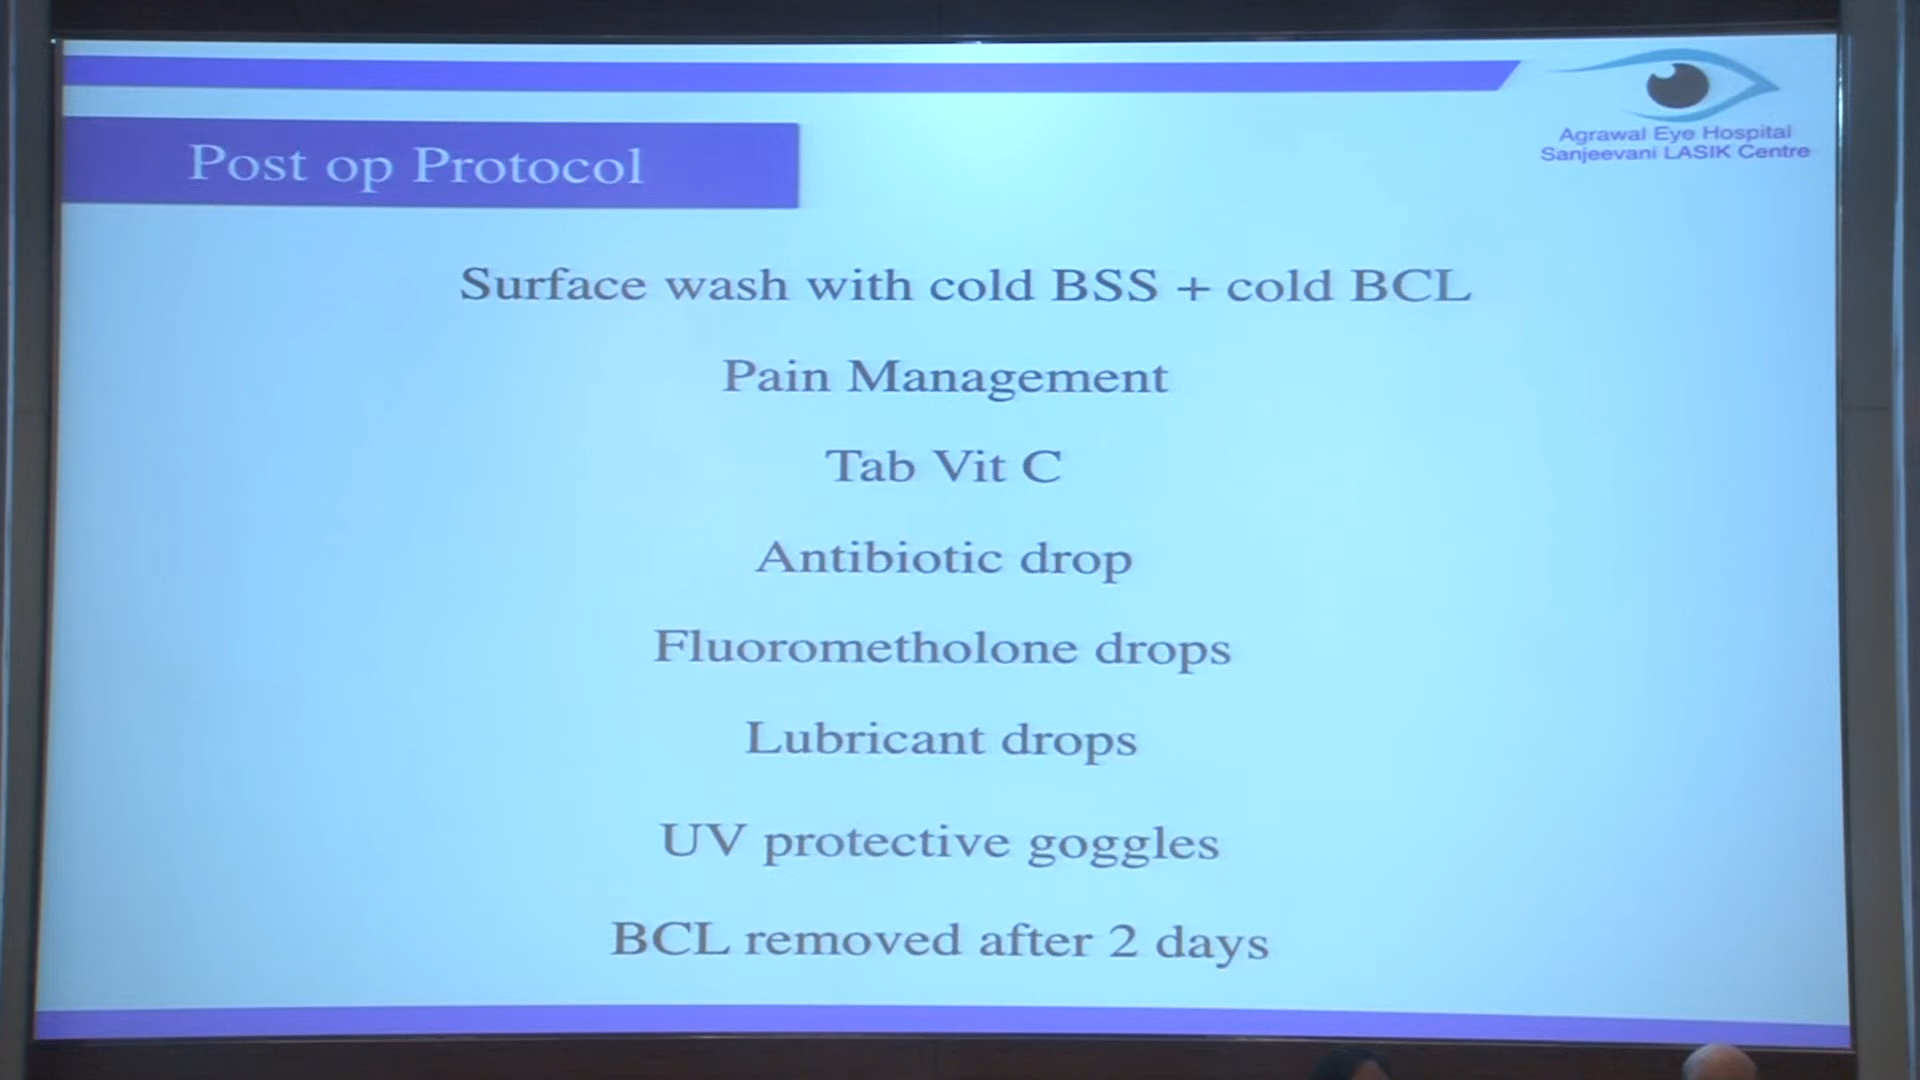 Agrawal Eye Hospital
Sanjeevani LASIK Centre
Post op Protocol
Surface wash with cold BSS + cold BCL
Pain Management
Tab Vit C
Antibiotic drop
Fluorometholone drops
Lubricant drops
UV protective goggles
BCL removed after 2 days